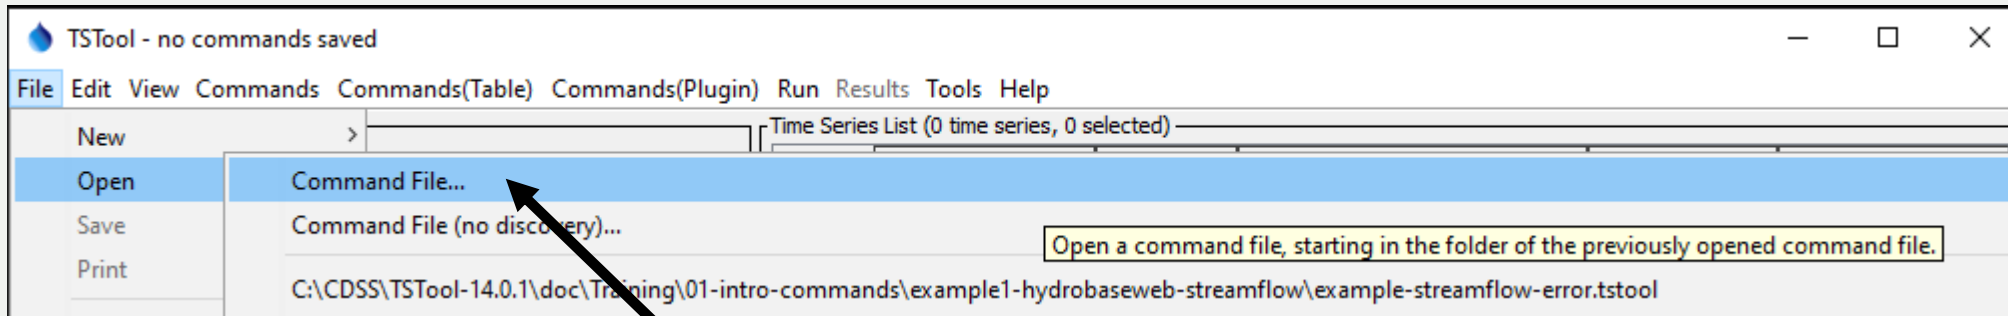 TSTool - no commands saved
File Edit View Commands Commands(Table) Commands(Plugin) Run Results Tools Help
New
Time Series List (0 time series, 0 selected)
Open
Command File...
Save
Command File (no discovery)...
Open a command file, starting in the folder of the previously opened command file.
Print
C:\CDSS\TSTool-14.0.1\doc\Training\01-intro-commands\example1-hydrobaseweb-streamflow\example-streamflow-error.tstool